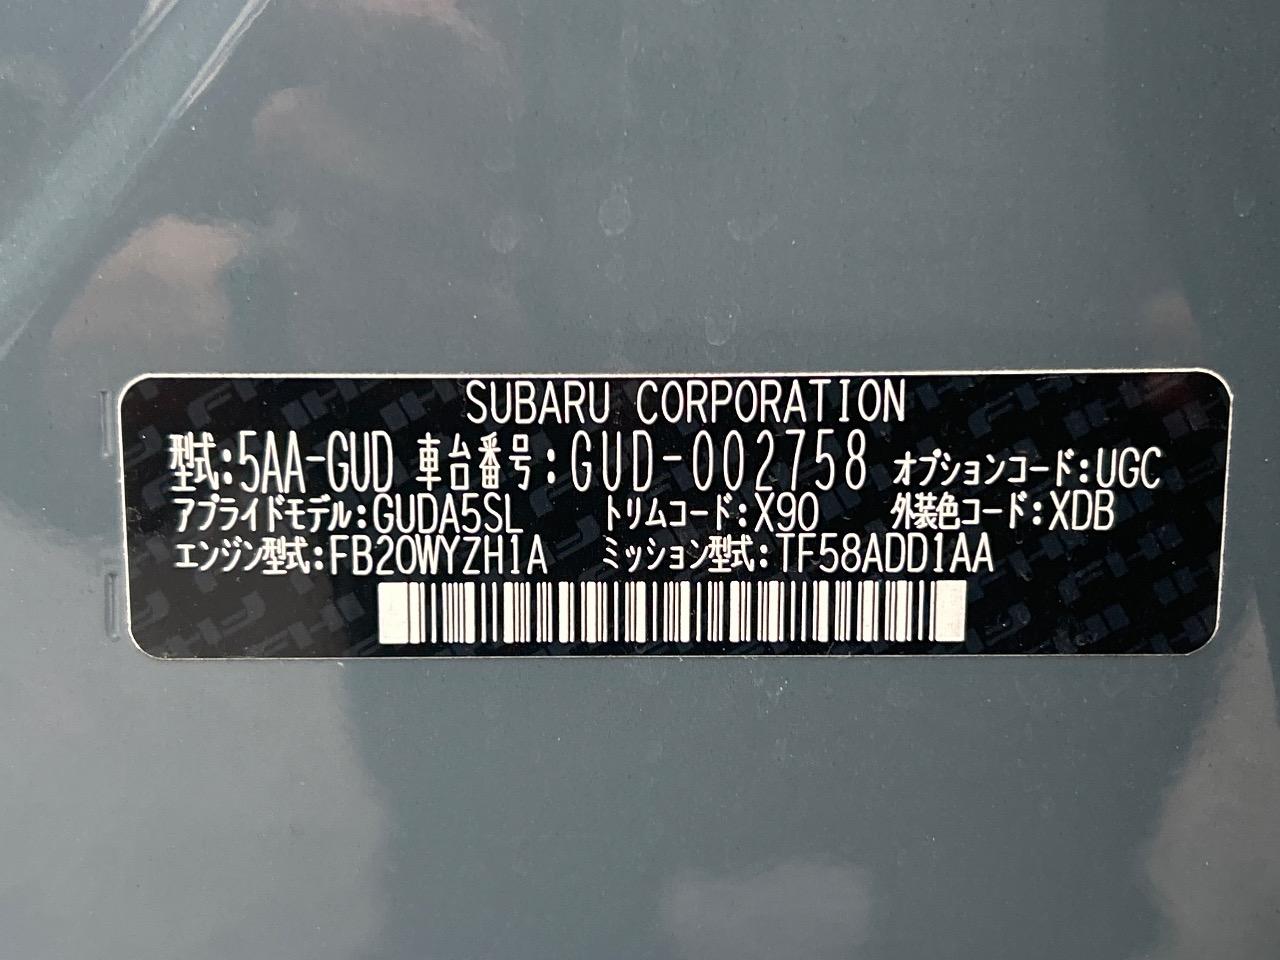 SUBARU CORPORATION
型式:5AA-GUD 車台番号:GUD-002758 オプションコード:UGC
アプライドモデル:GUDA5SL トリムコード:X90 外装色コード:XDB
エンジン型式:FB20WYZH1A ミッション型式:TF58ADD1AA